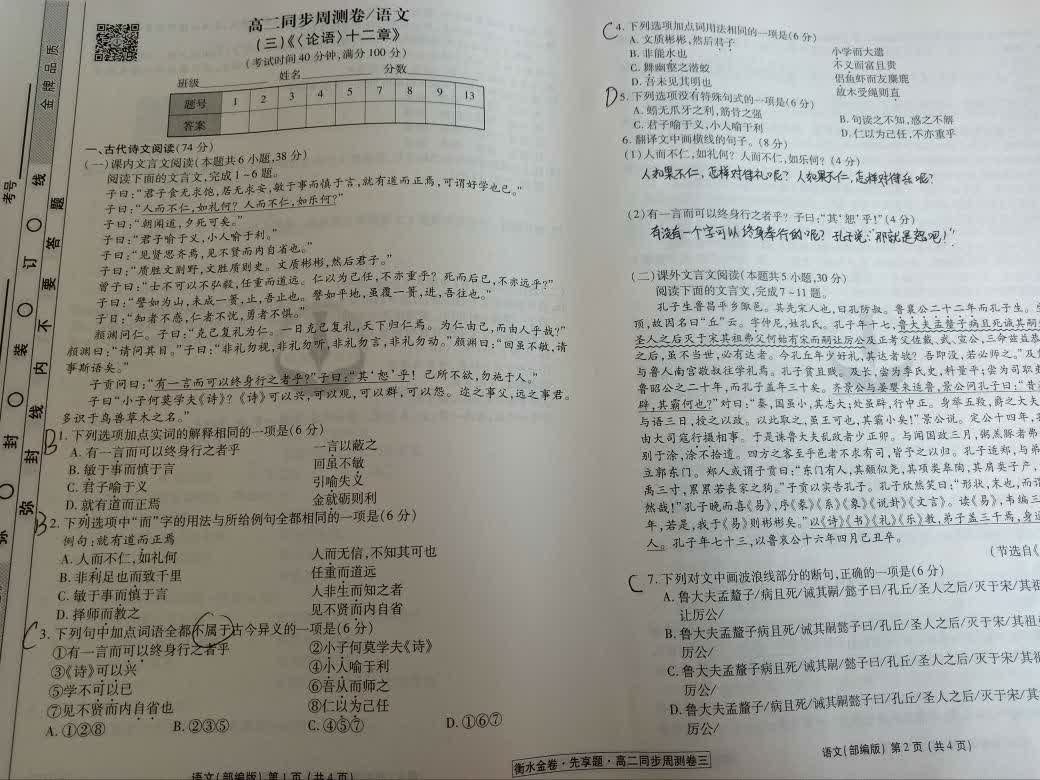 高二同步周测卷/语文
(三)《〈论语〉十二章》
(考试时间40分钟,满分100分)
班级 姓名 分数
题号 1 2 3 4 5 7 8 9 13
答案
一、古代诗文阅读(74分)
(一)课内文言文阅读(本题共6小题,38分)
阅读下面的文言文,完成1~6题。
子曰:“君子食无求饱,居无求安,敏于事而慎于言,就有道而正焉,可谓好学也已。”
子曰:“人而不仁,如礼何?人而不仁,如乐何?”
子曰:“朝闻道,夕死可矣。”
子曰:“君子喻于义,小人喻于利。”
子曰:“见贤思齐焉,见不贤而内自省也。”
子曰:“质胜文则野,文胜质则史。文质彬彬,然后君子。”
曾子曰:“士不可以不弘毅,任重而道远。仁以为己任,不亦重乎?死而后已,不亦远乎?”
子曰:“譬如为山,未成一篑,止,吾止也。譬如平地,虽覆一篑,进,吾往也。”
子曰:“知者不惑,仁者不忧,勇者不惧。”
颜渊问仁。子曰:“克己复礼为仁。一日克己复礼,天下归仁焉。为仁由己,而由人乎哉?”
颜渊曰:“请问其目。”子曰:“非礼勿视,非礼勿听,非礼勿言,非礼勿动。”颜渊曰:“回虽不敏,请
事斯语矣。”
子贡问曰:“有一言而可以终身行之者乎?”子曰:“其‘恕’乎!己所不欲,勿施于人。”
子曰“小子何莫学夫《诗》?《诗》可以兴,可以观,可以群,可以怨。迩之事父,远之事君。
多识于鸟兽草木之名。”
B 1. 下列选项加点实词的解释相同的一项是(6分)
A. 有一言而可以终身行之者乎 一言以蔽之
B. 敏于事而慎于言 回虽不敏
C. 君子喻于义 引喻失义
D. 就有道而正焉 金就砺则利
B 2. 下列选项中“而”字的用法与所给例句全都相同的一项是(6分)
例句:就有道而正焉
A. 人而不仁,如礼何 人而无信,不知其可也
B. 非利足也而致千里 任重而道远
C. 敏于事而慎于言 人非生而知之者
D. 择师而教之 见不贤而内自省
C 3. 下列句中加点词语全都不属于古今异义的一项是(6分)
①有一言而可以终身行之者乎 ②小子何莫学夫《诗》
③《诗》可以兴 ④小人喻于利
⑤学不可以已 ⑥吾从而师之
⑦见不贤而内自省也 ⑧仁以为己任
A. ①②⑧ B. ②③⑤ C. ④⑤⑦ D. ①⑥⑦
语文(部编版) 第1页(共4页)
C 4. 下列选项加点词用法相同的一项是(6分)
A. 文质彬彬,然后君子 小学而大遗
B. 非能水也 不义而富且贵
C. 舞幽壑之潜蛟 侣鱼虾而友麋鹿
D. 吾未见其明也 故木受绳则直
D 5. 下列选项没有特殊句式的一项是(6分)
A. 蚓无爪牙之利,筋骨之强 B. 句读之不知,惑之不解
C. 君子喻于义,小人喻于利 D. 仁以为己任,不亦重乎
6. 翻译文中画横线的句子。(8分)
(1)人而不仁,如礼何?人而不仁,如乐何?(4分)
人如果不仁,怎样对待礼呢?人如果不仁,怎样对待乐呢?
(2)有一言而可以终身行之者乎?子曰:“其‘恕’乎!”(4分)
有没有一个字可以终身奉行的呢?孔子说:“那就是恕吧!”
(二)课外文言文阅读(本题共5小题,30分)
阅读下面的文言文,完成7~11题。
孔子生鲁昌平乡陬邑。其先宋人也,曰孔防叔。鲁襄公二十二年而孔子生。
项,故因名曰“丘”云。字仲尼,姓孔氏。孔子年十七,鲁大夫孟釐子病且死诫其嗣
圣人之后灭于宋其祖弗父何始有宋而嗣让厉公及正考父佐戴、武、宣公,三命兹益恭
之后,虽不当世,必有达者。今孔丘年少好礼,其达者欤?吾即没,若必师之。”及
与鲁人南宫敬叔往学礼焉。孔子贫且贱。及长,尝为季氏史,料量平;尝为司职
鲁昭公之二十年,而孔子盖年三十矣。齐景公与晏婴来适鲁,景公问孔子曰:“昔
辟,其霸何也?”对曰:“秦,国虽小,其志大;处虽辟,行中正。身举五羖,爵之大夫
与语三日,授之以政。以此取之,虽王可也,其霸小矣!”景公说。定公十四年,
由大司寇行摄相事。于是诛鲁大夫乱政者少正卯。与闻国政三月,粥羔豚者弗
别于涂,涂不拾遗。四方之客至乎邑者不求有司,皆予之以归。孔子适郑,与弟
立郭东门。郑人或谓子贡曰:“东门有人,其颡似尧,其项类皋陶,其肩类子产,
禹三寸,累累若丧家之狗。”子贡以实告孔子。孔子欣然笑曰:“形状,末也,而谓
然哉!”孔子晚而喜《易》,序《彖》《系》《象》《说卦》《文言》。读《易》,韦编三
年,若是,我于《易》则彬彬矣。”以《诗》《书》《礼》《乐》教,弟子盖三千焉,身
人。孔子年七十三,以鲁哀公十六年四月己丑卒。
(节选自《
C 7. 下列对文中画波浪线部分的断句,正确的一项是(6分)
A. 鲁大夫孟釐子/病且死/诫其嗣/懿子曰/孔丘/圣人之后/灭于宋/其祖
让厉公/
B. 鲁大夫孟釐子病且死/诫其嗣懿子曰/孔丘/圣人之后/灭于宋/其祖
厉公/
C. 鲁大夫孟釐子病且死/诫其嗣/懿子曰/孔丘/圣人之后/灭于宋/其祖
厉公/
D. 鲁大夫孟釐子/病且死/诫其嗣懿子曰/孔丘/圣人之后/灭于宋/其
厉公/
衡水金卷·先享题·高二同步周测卷三
语文(部编版) 第2页(共4页)
金牌品质
考号
弥 封 装 订 线
弥 封 线 内 不 要 答 题